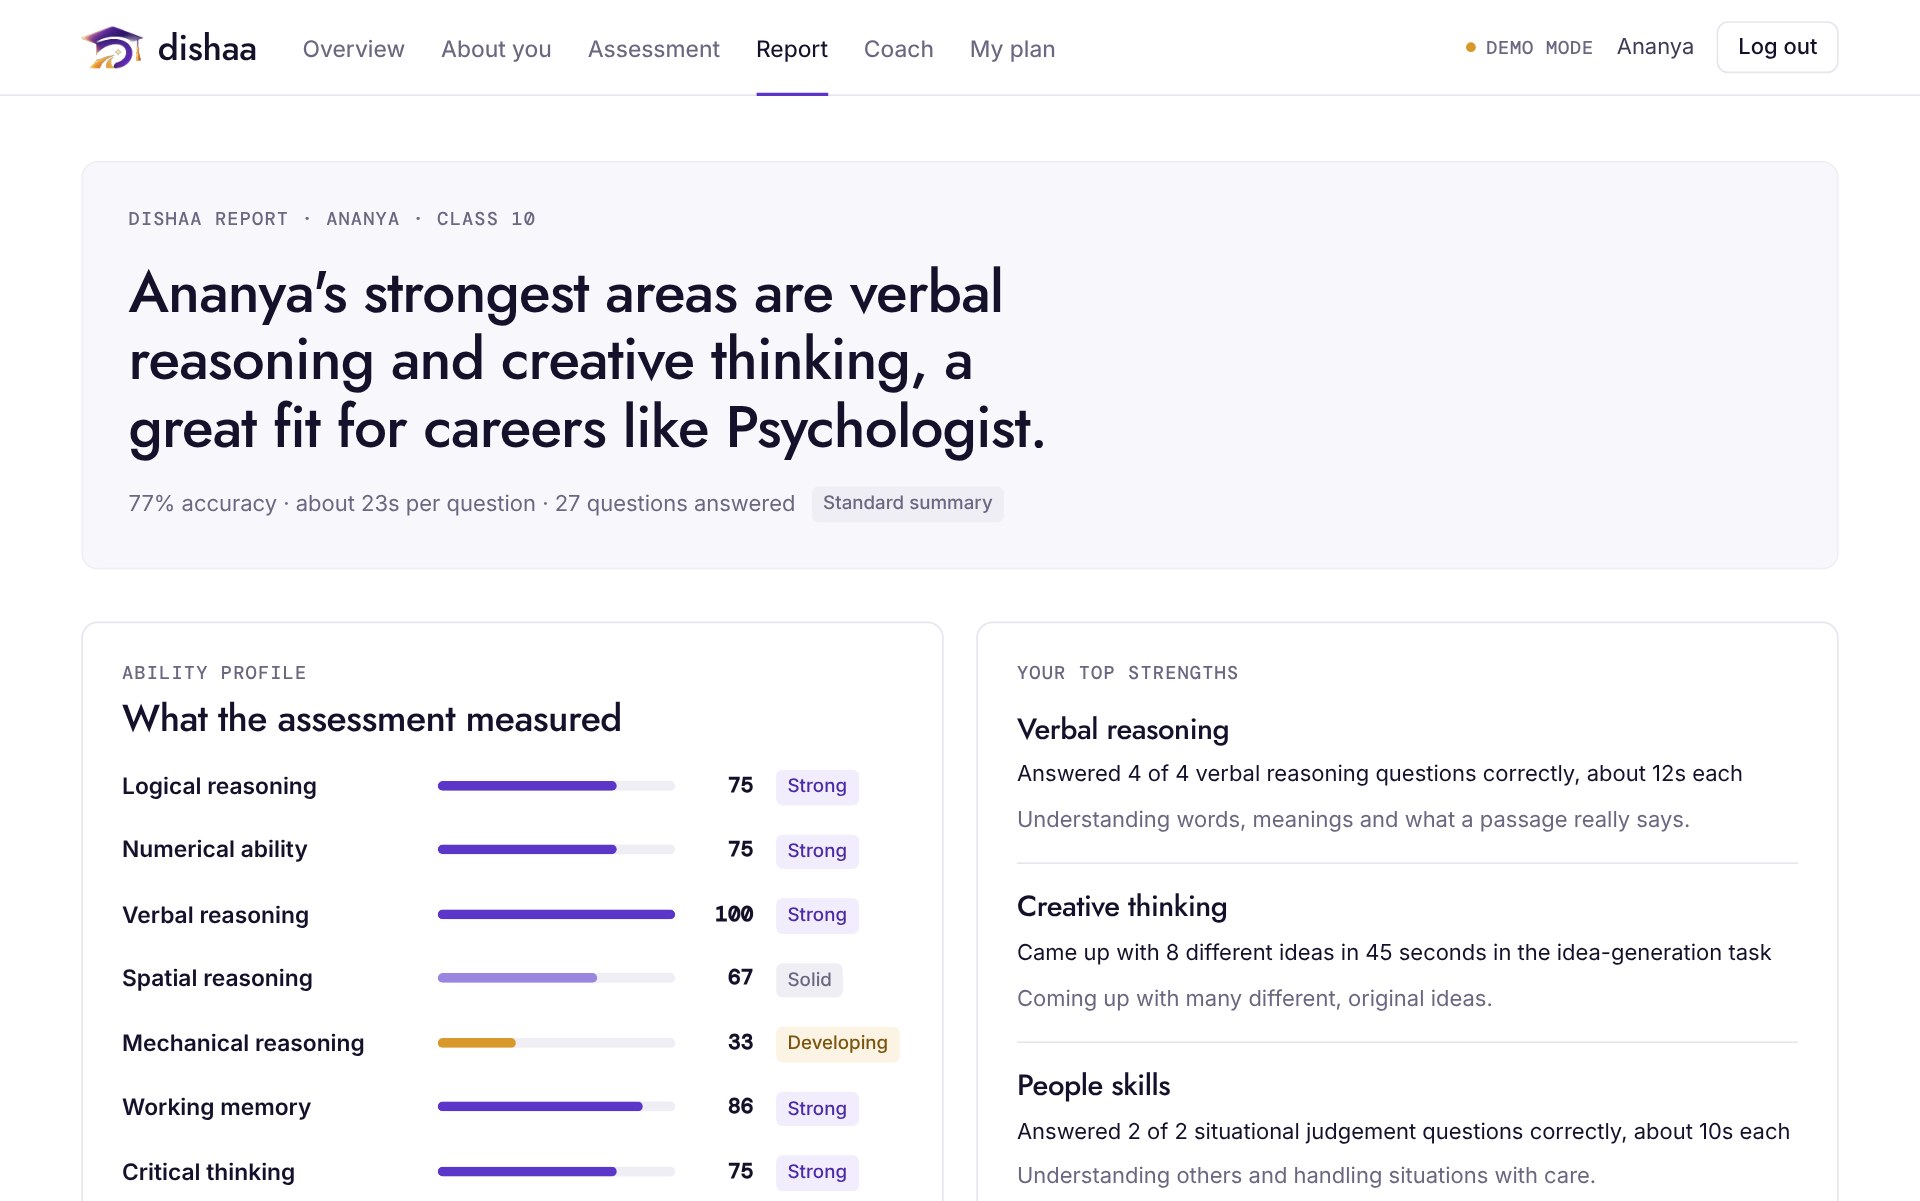 dishaa
Overview
About you
Assessment
Report
Coach
My plan
DEMO MODE
Ananya
Log out
DISHAA REPORT · ANANYA · CLASS 10
Ananya's strongest areas are verbal
reasoning and creative thinking, a
great fit for careers like Psychologist.
77% accuracy · about 23s per question · 27 questions answered
Standard summary
ABILITY PROFILE
What the assessment measured
Logical reasoning 75 Strong
Numerical ability 75 Strong
Verbal reasoning 100 Strong
Spatial reasoning 67 Solid
Mechanical reasoning 33 Developing
Working memory 86 Strong
Critical thinking 75 Strong
YOUR TOP STRENGTHS
Verbal reasoning
Answered 4 of 4 verbal reasoning questions correctly, about 12s each
Understanding words, meanings and what a passage really says.
Creative thinking
Came up with 8 different ideas in 45 seconds in the idea-generation task
Coming up with many different, original ideas.
People skills
Answered 2 of 2 situational judgement questions correctly, about 10s each
Understanding others and handling situations with care.